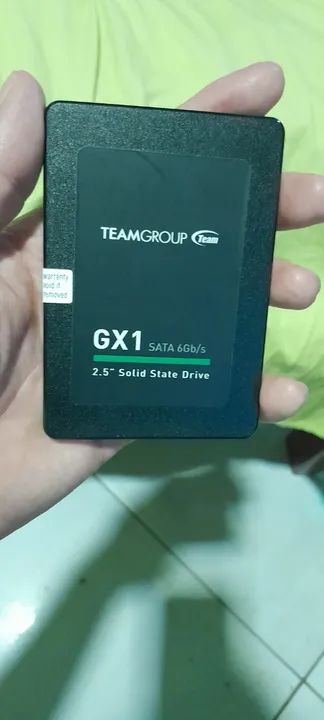 TEAMGROUP Team
warranty
void if
removed
GX1 SATA 6Gb/s
2.5" Solid State Drive